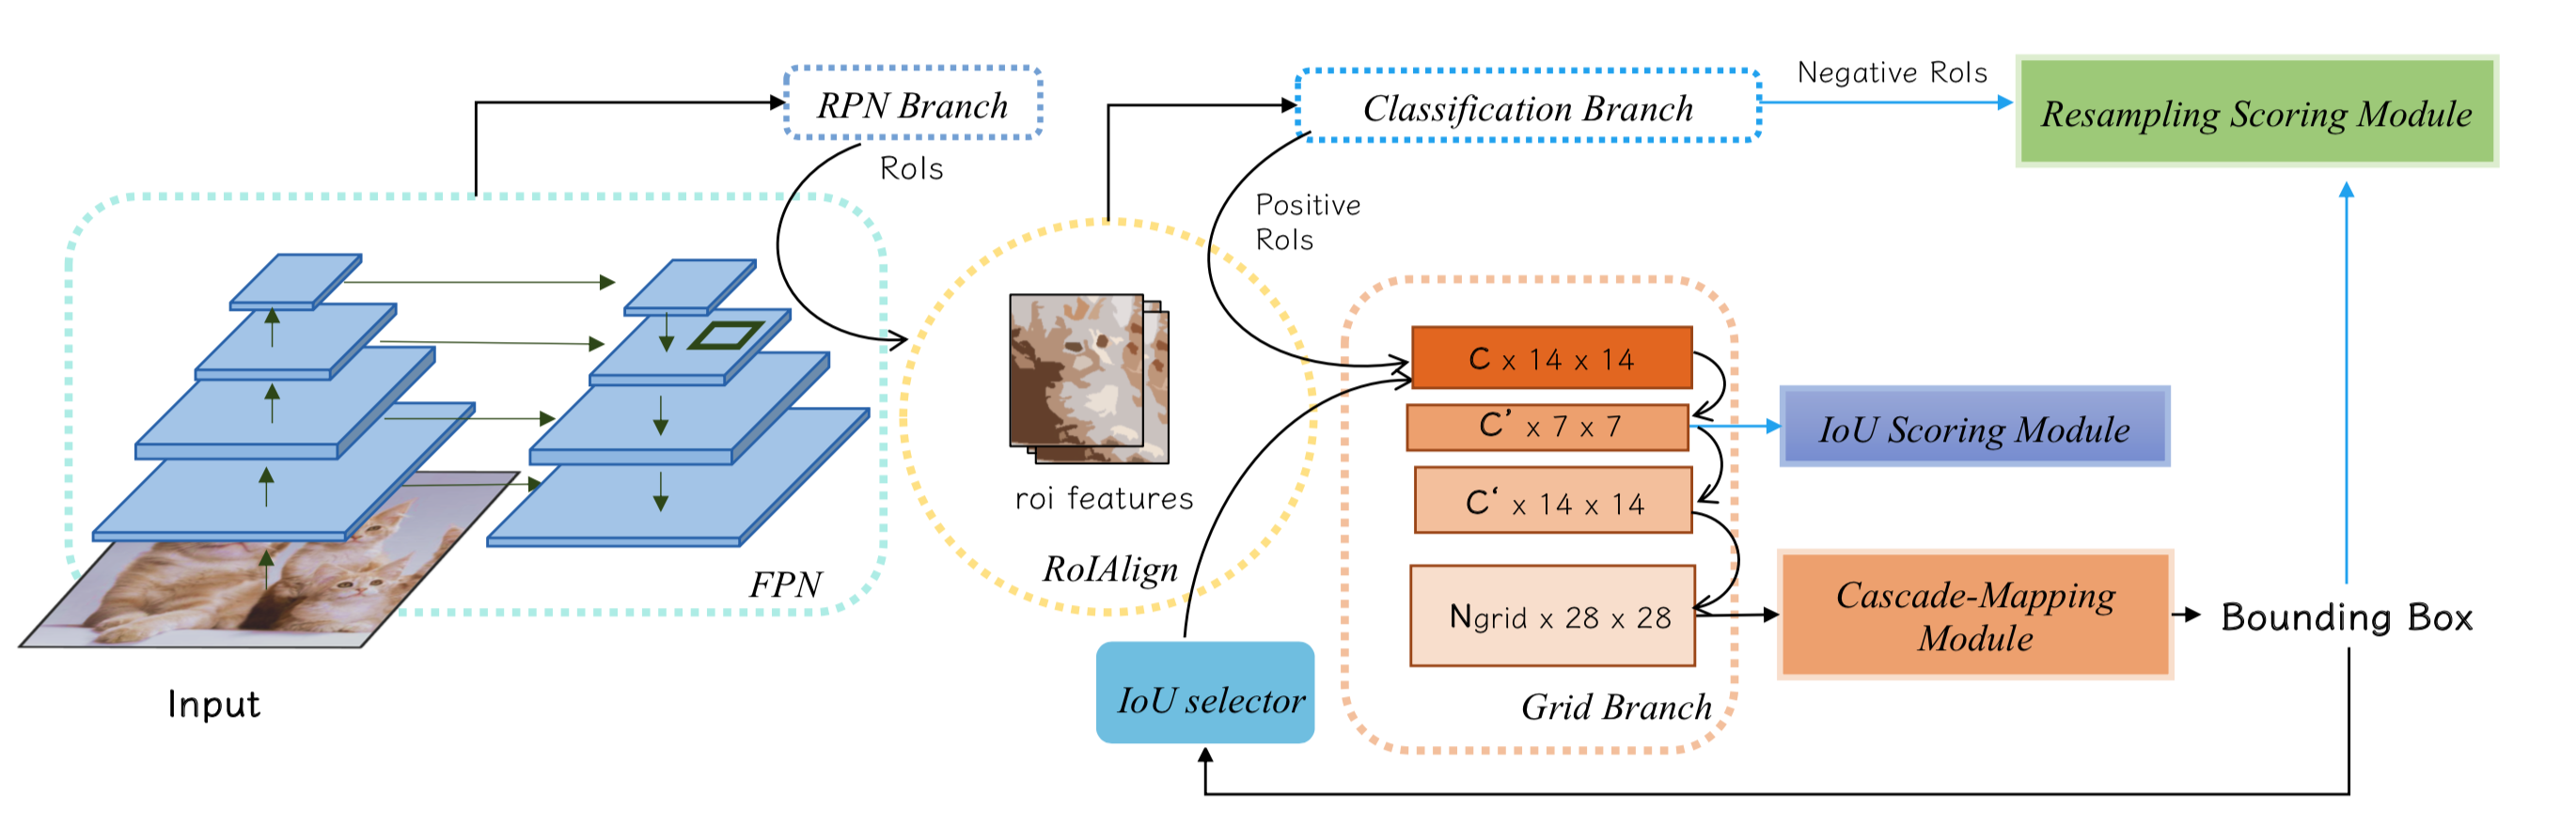 RPN Branch
RoIs
Classification Branch
Negative RoIs
Resampling Scoring Module
Positive
RoIs
FPN
Input
roi features
RoIAlign
IoU selector
C x 14 x 14
C’ x 7 x 7
C‘ x 14 x 14
Ngrid x 28 x 28
Grid Branch
IoU Scoring Module
Cascade-Mapping
Module
Bounding Box